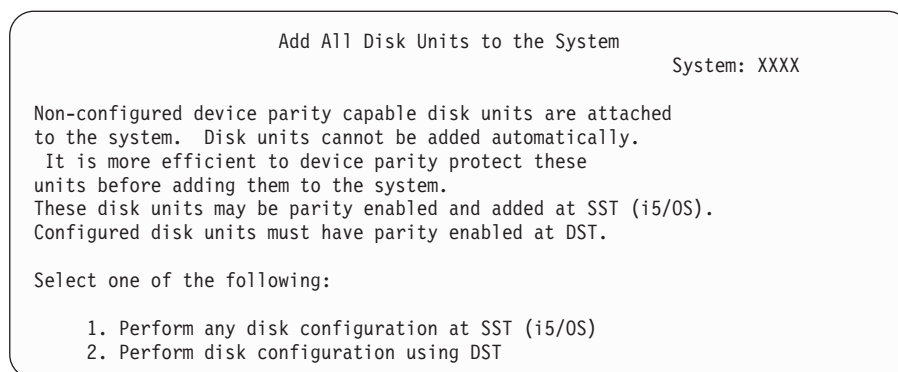 Add All Disk Units to the System
System: XXXX
Non-configured device parity capable disk units are attached
to the system. Disk units cannot be added automatically.
It is more efficient to device parity protect these
units before adding them to the system.
These disk units may be parity enabled and added at SST (i5/OS).
Configured disk units must have parity enabled at DST.
Select one of the following:
1. Perform any disk configuration at SST (i5/OS)
2. Perform disk configuration using DST